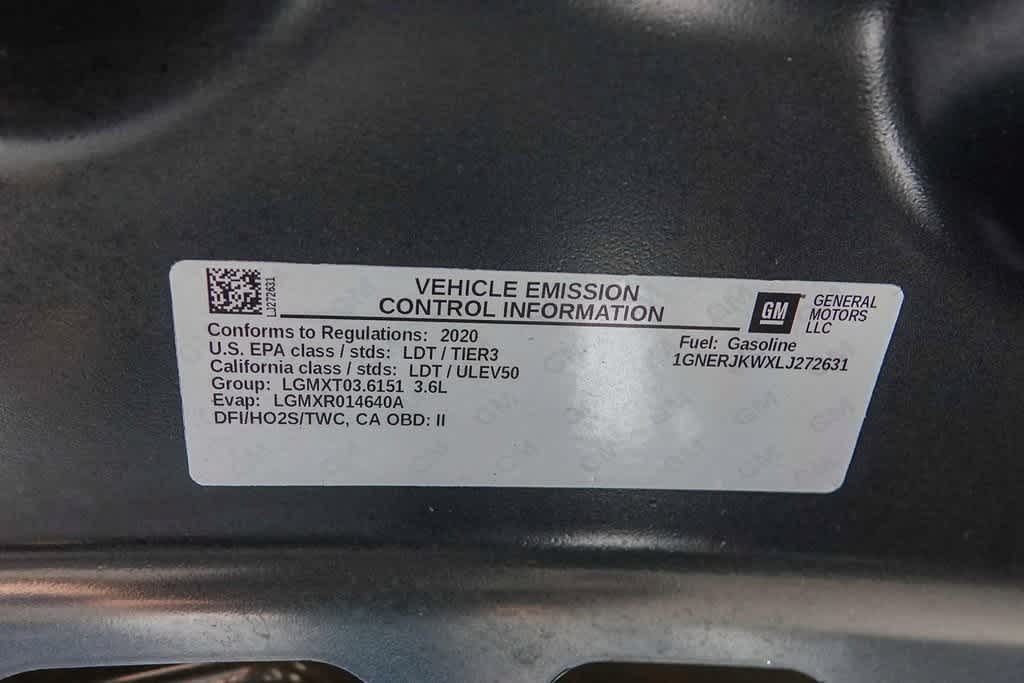 LJ272631
VEHICLE EMISSION
CONTROL INFORMATION
GM
GENERAL
MOTORS
LLC
Conforms to Regulations: 2020
U.S. EPA class / stds: LDT / TIER3
California class / stds: LDT / ULEV50
Group: LGMXT03.6151 3.6L
Evap: LGMXR014640A
DFI/HO2S/TWC, CA OBD: II
Fuel: Gasoline
1GNERJKWXLJ272631